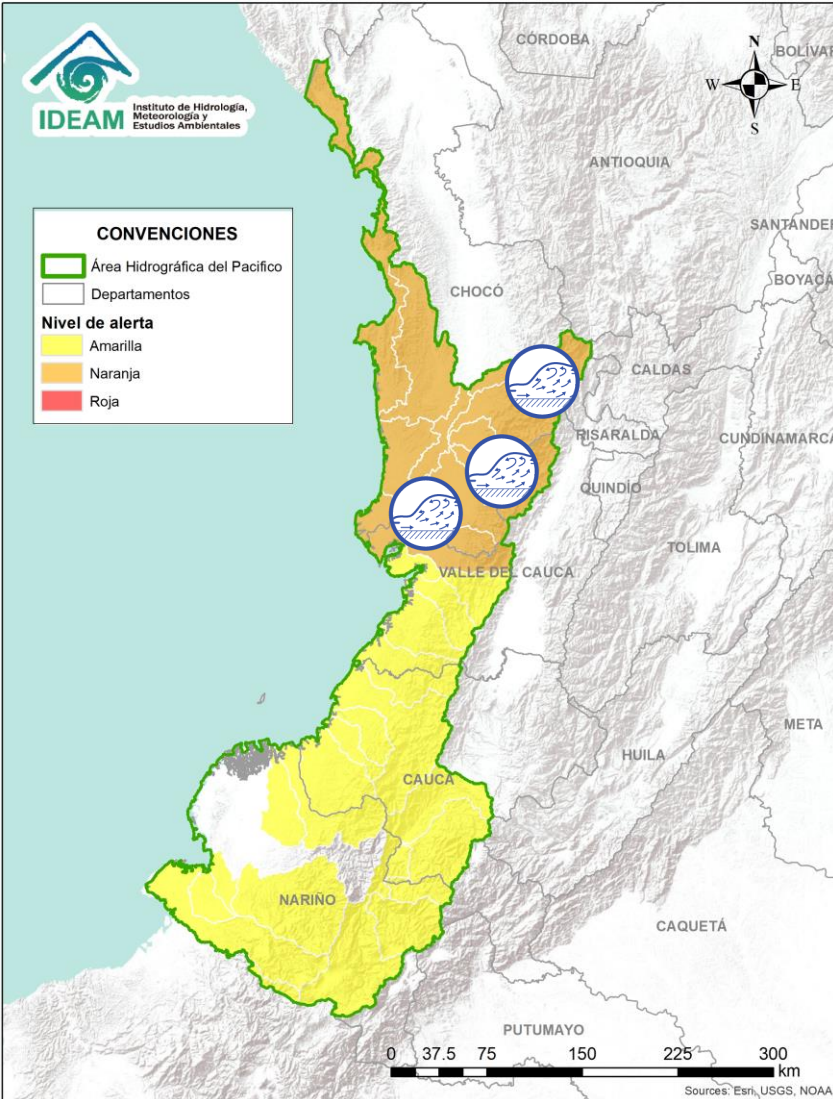 IDEAM
Instituto de Hidrología,
Meteorología y
Estudios Ambientales
CÓRDOBA
BOLÍVAR
N
W
E
S
ANTIOQUIA
SANTANDER
BOYACÁ
CONVENCIONES
Área Hidrográfica del Pacifico
Departamentos
Nivel de alerta
Amarilla
Naranja
Roja
CHOCÓ
CALDAS
RISARALDA
CUNDINAMARCA
QUINDÍO
TOLIMA
VALLE DEL CAUCA
META
HUILA
CAUCA
NARIÑO
CAQUETÁ
PUTUMAYO
0 37.5 75 150 225 300
km
Sources: Esri, USGS, NOAA